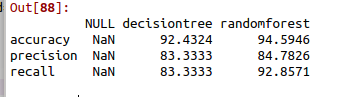 Out[88]:
NULL decisiontree randomforest
accuracy NaN 92.4324 94.5946
precision NaN 83.3333 84.7826
recall NaN 83.3333 92.8571